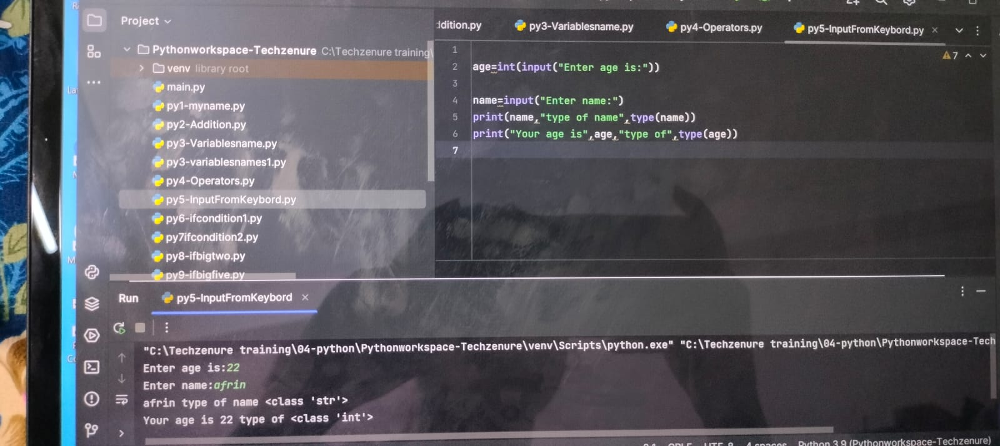 Project
Pythonworkspace-Techzenure C:\Techzenure training\
venv library root
main.py
py1-myname.py
py2-Addition.py
py3-Variablesname.py
py3-variablesnames1.py
py4-Operators.py
py5-InputFromKeybord.py
py6-ifcondition1.py
py7ifcondition2.py
py8-ifbigtwo.py
py9-ifbigfive.py
ddition.py py3-Variablesname.py py4-Operators.py py5-InputFromKeybord.py
7
1
2 age=int(input("Enter age is:"))
3
4 name=input("Enter name:")
5 print(name,"type of name",type(name))
6 print("Your age is",age,"type of",type(age))
7
Run py5-InputFromKeybord
"C:\Techzenure training\04-python\Pythonworkspace-Techzenure\venv\Scripts\python.exe" "C:\Techzenure training\04-python\Pythonworkspace-Tech
Enter age is:22
Enter name:afrin
afrin type of name <class 'str'>
Your age is 22 type of <class 'int'>
CRLF UTF-8 4 spaces Python 3.9 (Pythonworkspace-Techzenure)